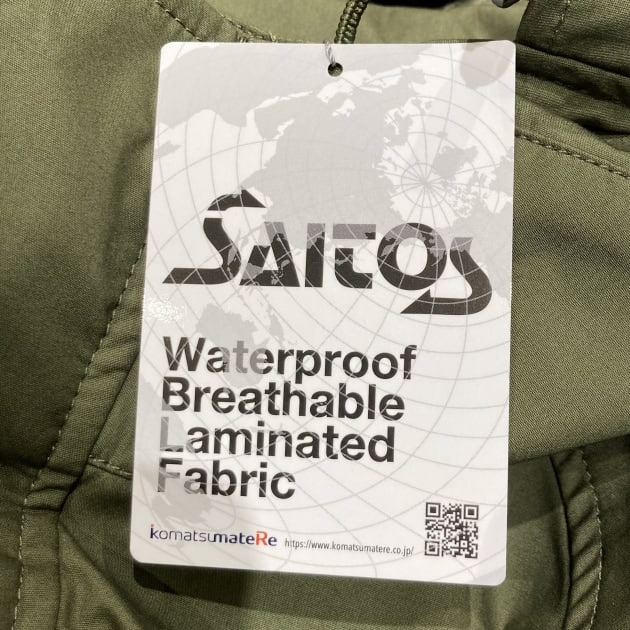 SAITOS
Waterproof
Breathable
Laminated
Fabric
komatsumateRe https://www.komatsumatere.co.jp/